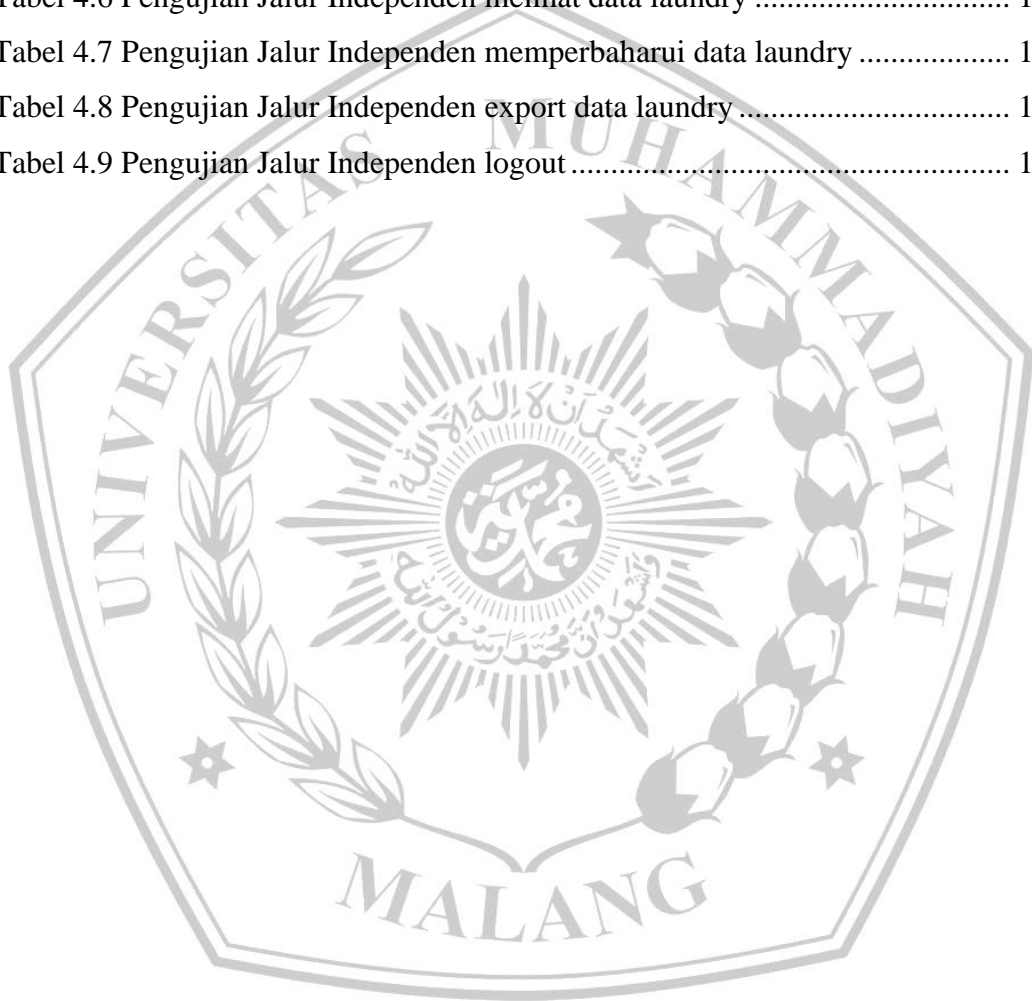 Tabel 4.6 Pengujian Jalur Independen melihat data laundry ................................ 1
Tabel 4.7 Pengujian Jalur Independen memperbaharui data laundry ................... 1
Tabel 4.8 Pengujian Jalur Independen export data laundry .................................. 1
Tabel 4.9 Pengujian Jalur Independen logout ....................................................... 1
UNIVERSITAS MUHAMMADIYAH
MALANG